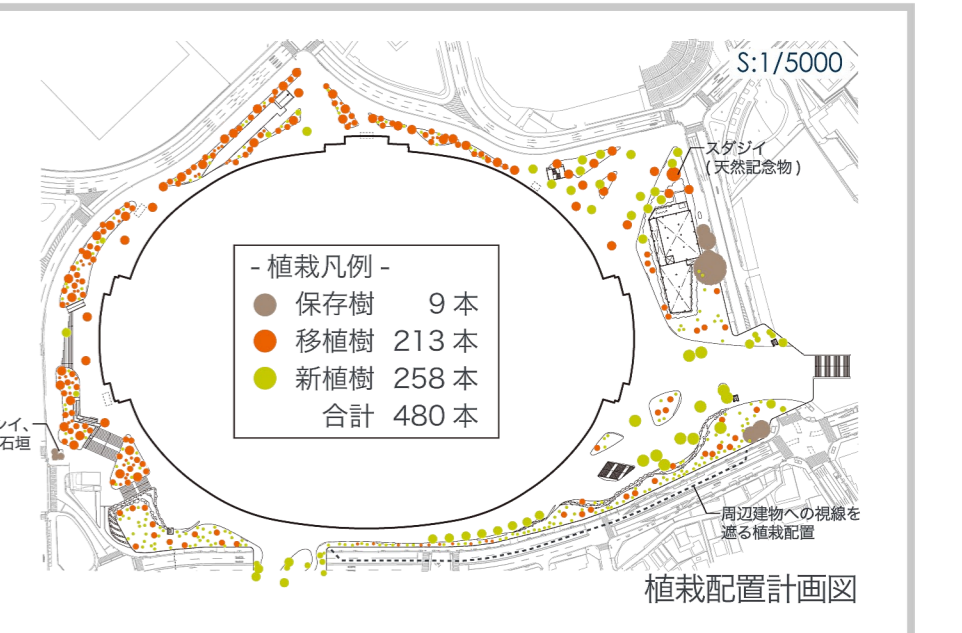 S:1/5000
スダジイ
(天然記念物)
- 植栽凡例 -
保存樹 9 本
移植樹 213 本
新植樹 258 本
合計 480 本
イ、
石垣
周辺建物への視線を
遮る植栽配置
植栽配置計画図